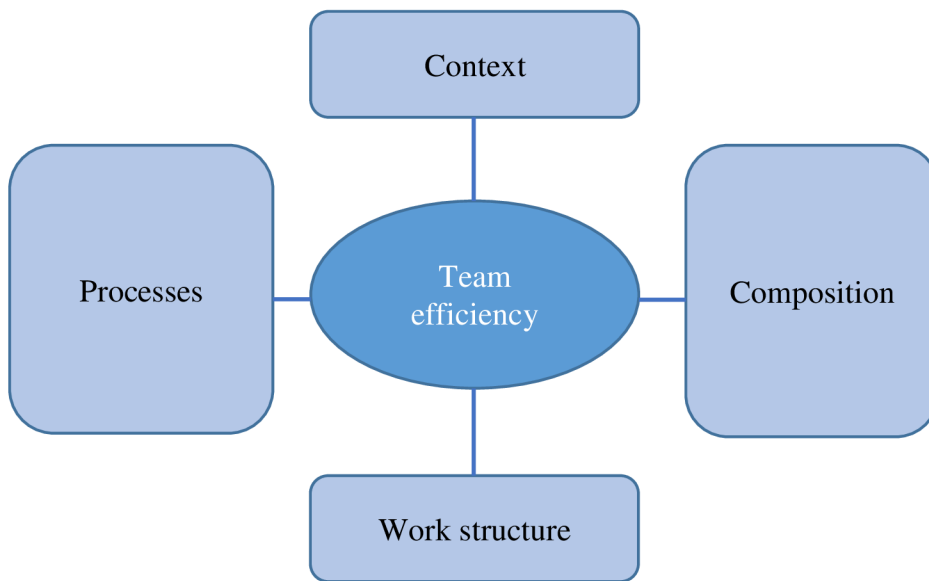 Context
Processes
Team
efficiency
Composition
Work structure